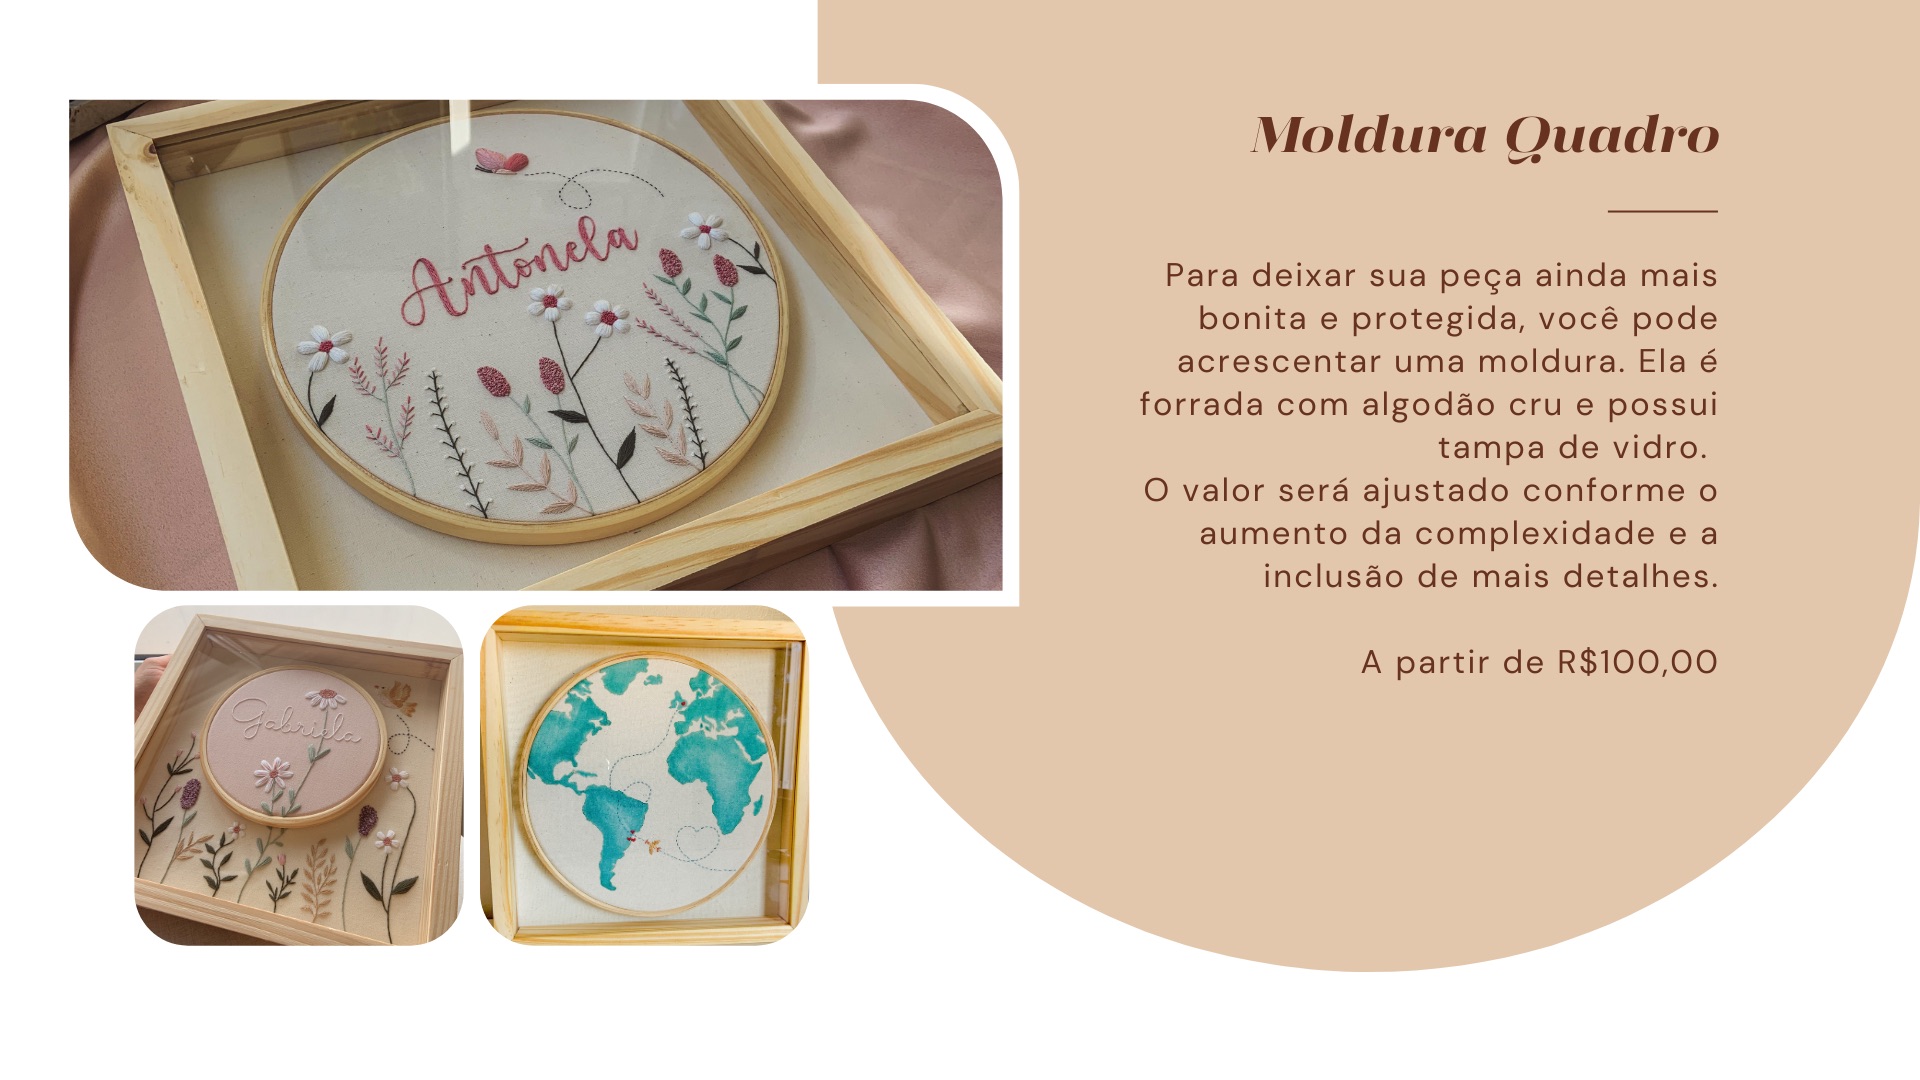 Antonela
Gabriela
Moldura Quadro
Para deixar sua peça ainda mais
bonita e protegida, você pode
acrescentar uma moldura. Ela é
forrada com algodão cru e possui
tampa de vidro.
O valor será ajustado conforme o
aumento da complexidade e a
inclusão de mais detalhes.
A partir de R$100,00